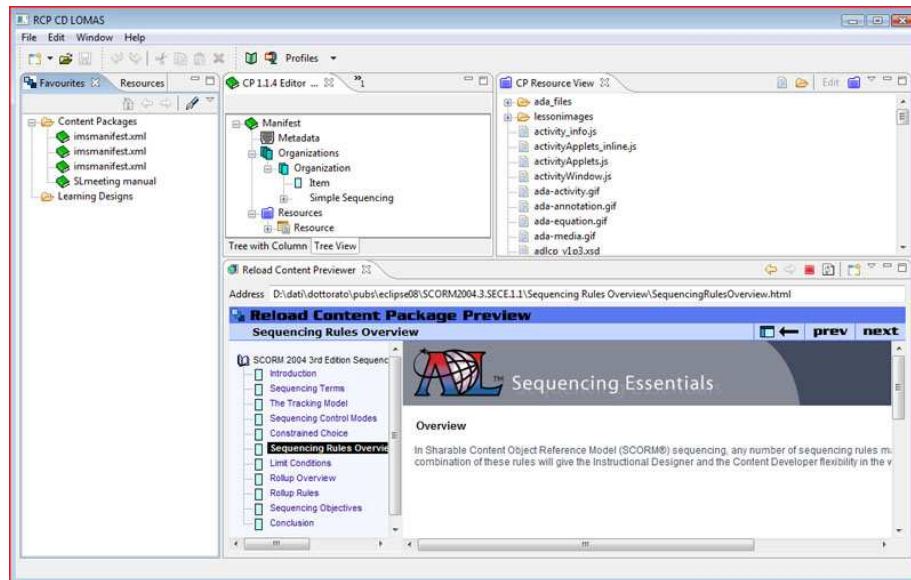 RCP CD LOMAS
File Edit Window Help
Profiles
Favourites Resources
Content Packages
imsmanifest.xml
imsmanifest.xml
imsmanifest.xml
SLmeeting manual
Learning Designs
CP 1.1.4 Editor ... »1
Manifest
Metadata
Organizations
Organization
Item
Simple Sequencing
Resources
Resource
Tree with Column Tree View
CP Resource View Edit
ada_files
lessonimages
activity_info.js
activityApplets_inline.js
activityApplets.js
activityWindow.js
ada-activity.gif
ada-annotation.gif
ada-equation.gif
ada-media.gif
adlcp_v1p3.xsd
Reload Content Previewer
Address D:\dati\dottorato\pubs\eclipse08\SCORM2004.3.SECE.1.1\Sequencing Rules Overview\SequencingRulesOverview.html
Reload Content Package Preview
Sequencing Rules Overview prev next
SCORM 2004 3rd Edition Sequenc
Introduction
Sequencing Terms
The Tracking Model
Sequencing Control Modes
Constrained Choice
Sequencing Rules Overvie
Limit Conditions
Rollup Overview
Rollup Rules
Sequencing Objectives
Conclusion
ADL™ Sequencing Essentials
Overview
In Sharable Content Object Reference Model (SCORM®) sequencing, any number of sequencing rules m
combination of these rules will give the Instructional Designer and the Content Developer flexibility in the